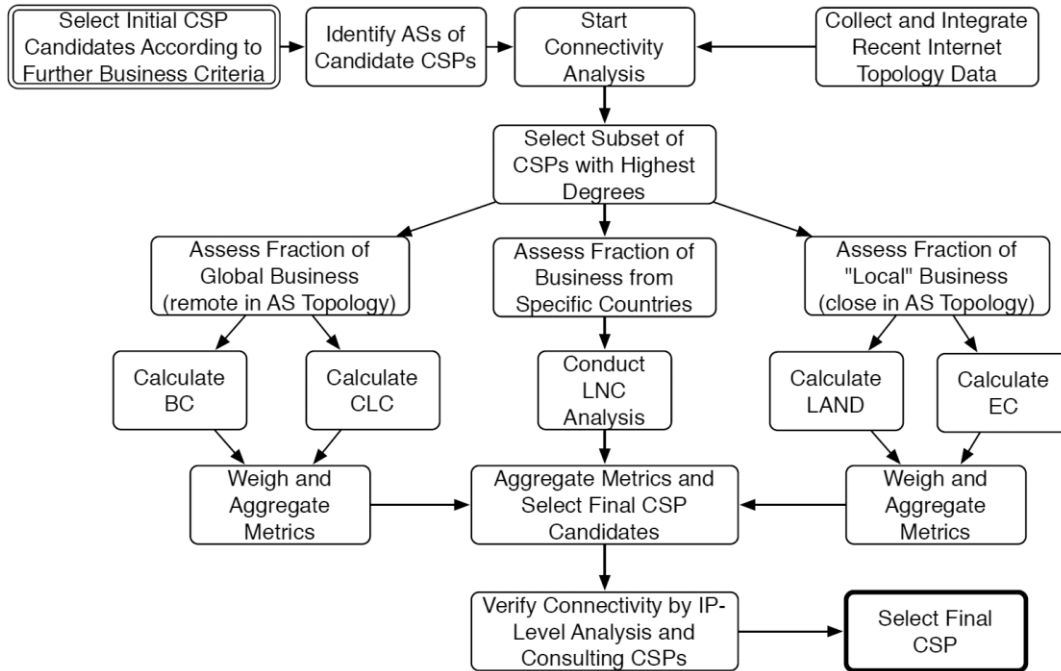 Select Initial CSP
Candidates According to
Further Business Criteria
Identify ASs of
Candidate CSPs
Start
Connectivity
Analysis
Collect and Integrate
Recent Internet
Topology Data
Select Subset of
CSPs with Highest
Degrees
Assess Fraction of
Global Business
(remote in AS Topology)
Assess Fraction of
Business from
Specific Countries
Assess Fraction of
"Local" Business
(close in AS Topology)
Calculate
BC
Calculate
CLC
Conduct
LNC
Analysis
Calculate
LAND
Calculate
EC
Weigh and
Aggregate
Metrics
Aggregate Metrics and
Select Final CSP
Candidates
Weigh and
Aggregate
Metrics
Verify Connectivity by IP-
Level Analysis and
Consulting CSPs
Select Final
CSP